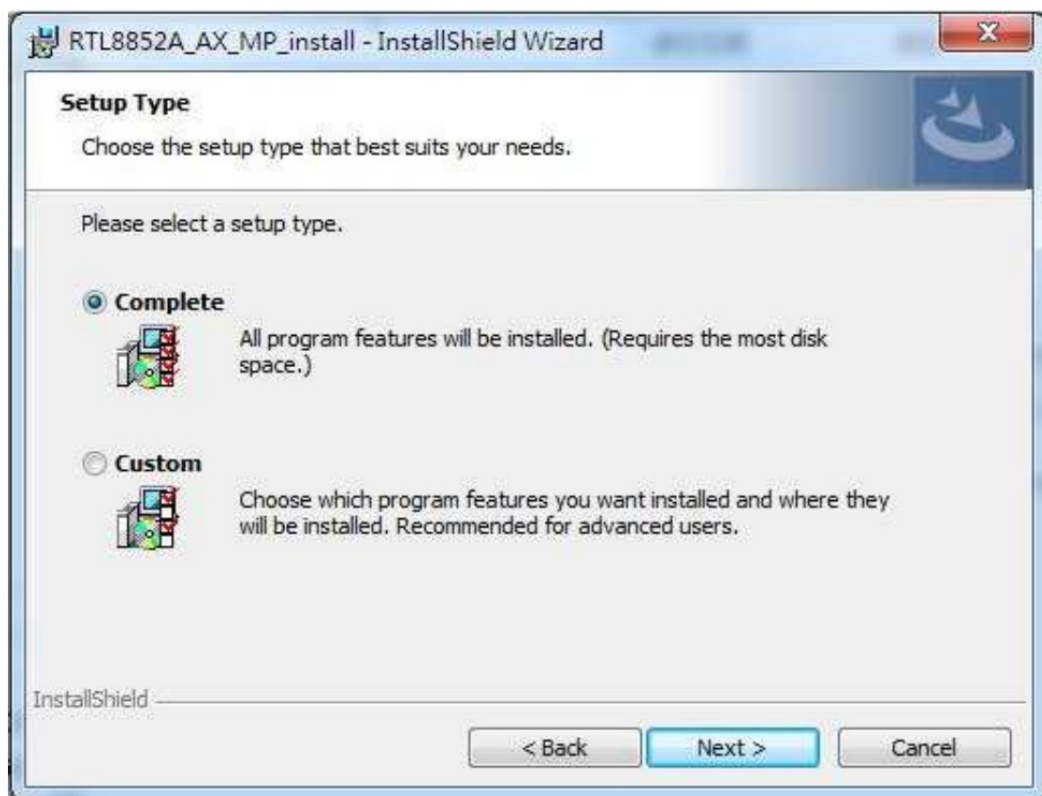 RTL8852A_AX_MP_install - InstallShield Wizard
Setup Type
Choose the setup type that best suits your needs.
Please select a setup type.
Complete
All program features will be installed. (Requires the most disk
space.)
Custom
Choose which program features you want installed and where they
will be installed. Recommended for advanced users.
InstallShield
< Back
Next >
Cancel